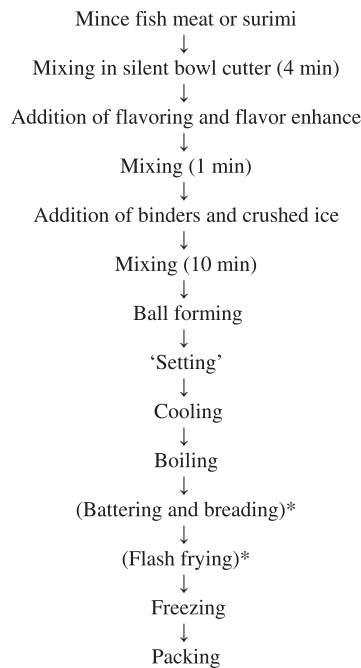 Mince fish meat or surimi
↓
Mixing in silent bowl cutter (4 min)
↓
Addition of flavoring and flavor enhance
↓
Mixing (1 min)
↓
Addition of binders and crushed ice
↓
Mixing (10 min)
↓
Ball forming
↓
‘Setting’
↓
Cooling
↓
Boiling
↓
(Battering and breading)*
↓
(Flash frying)*
↓
Freezing
↓
Packing